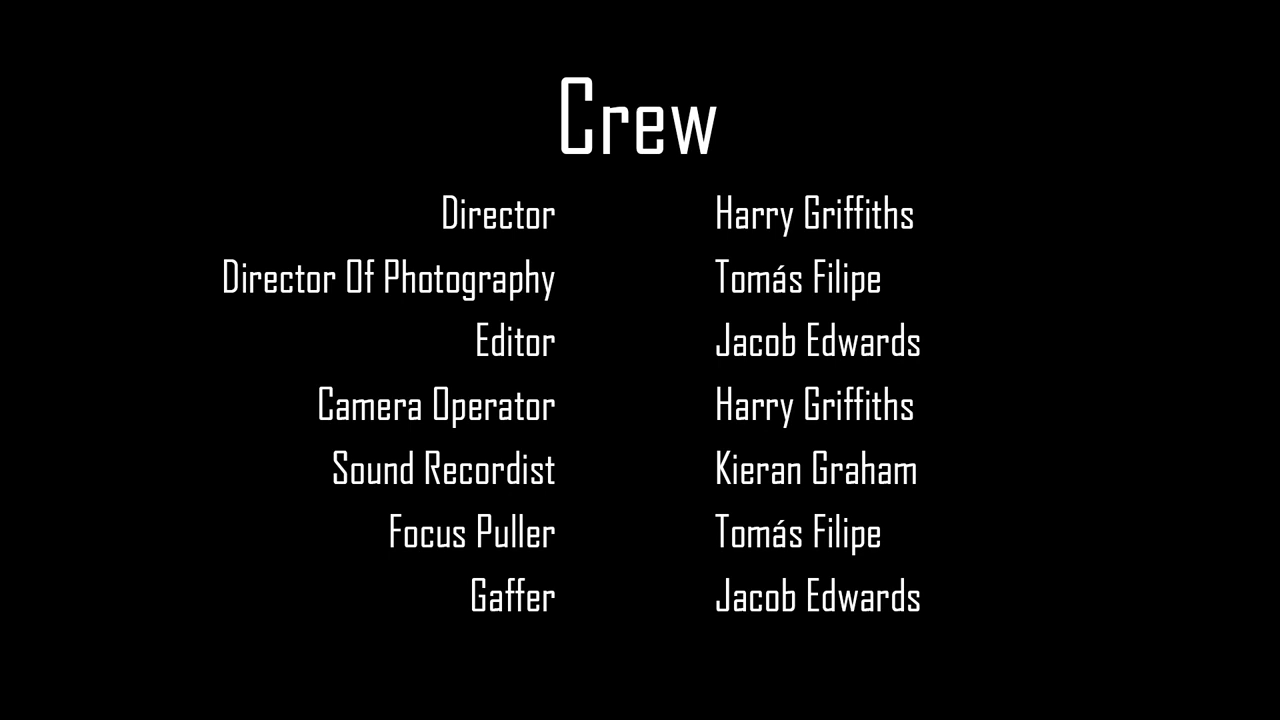 Crew
Director Harry Griffiths
Director Of Photography Tomás Filipe
Editor Jacob Edwards
Camera Operator Harry Griffiths
Sound Recordist Kieran Graham
Focus Puller Tomás Filipe
Gaffer Jacob Edwards